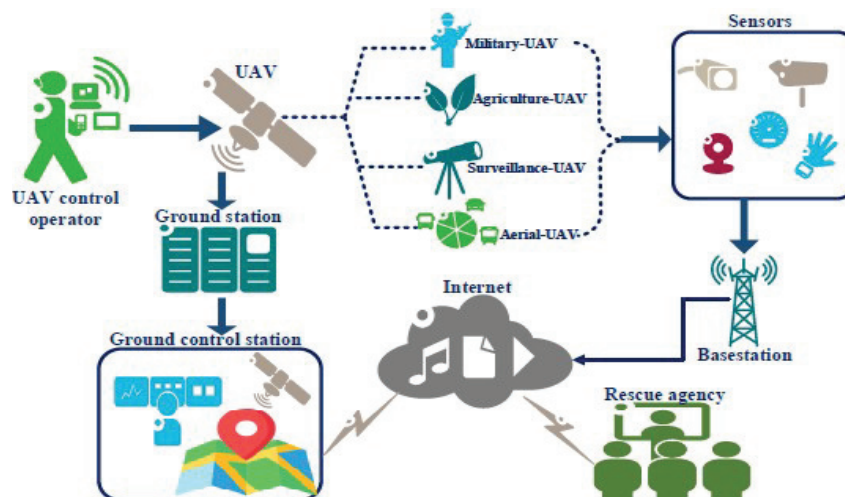 Sensors
UAV
Military-UAV
Agriculture-UAV
Surveillance-UAV
Aerial-UAV
UAV control
operator
Ground station
Internet
Ground control station
Basestation
Rescue agency